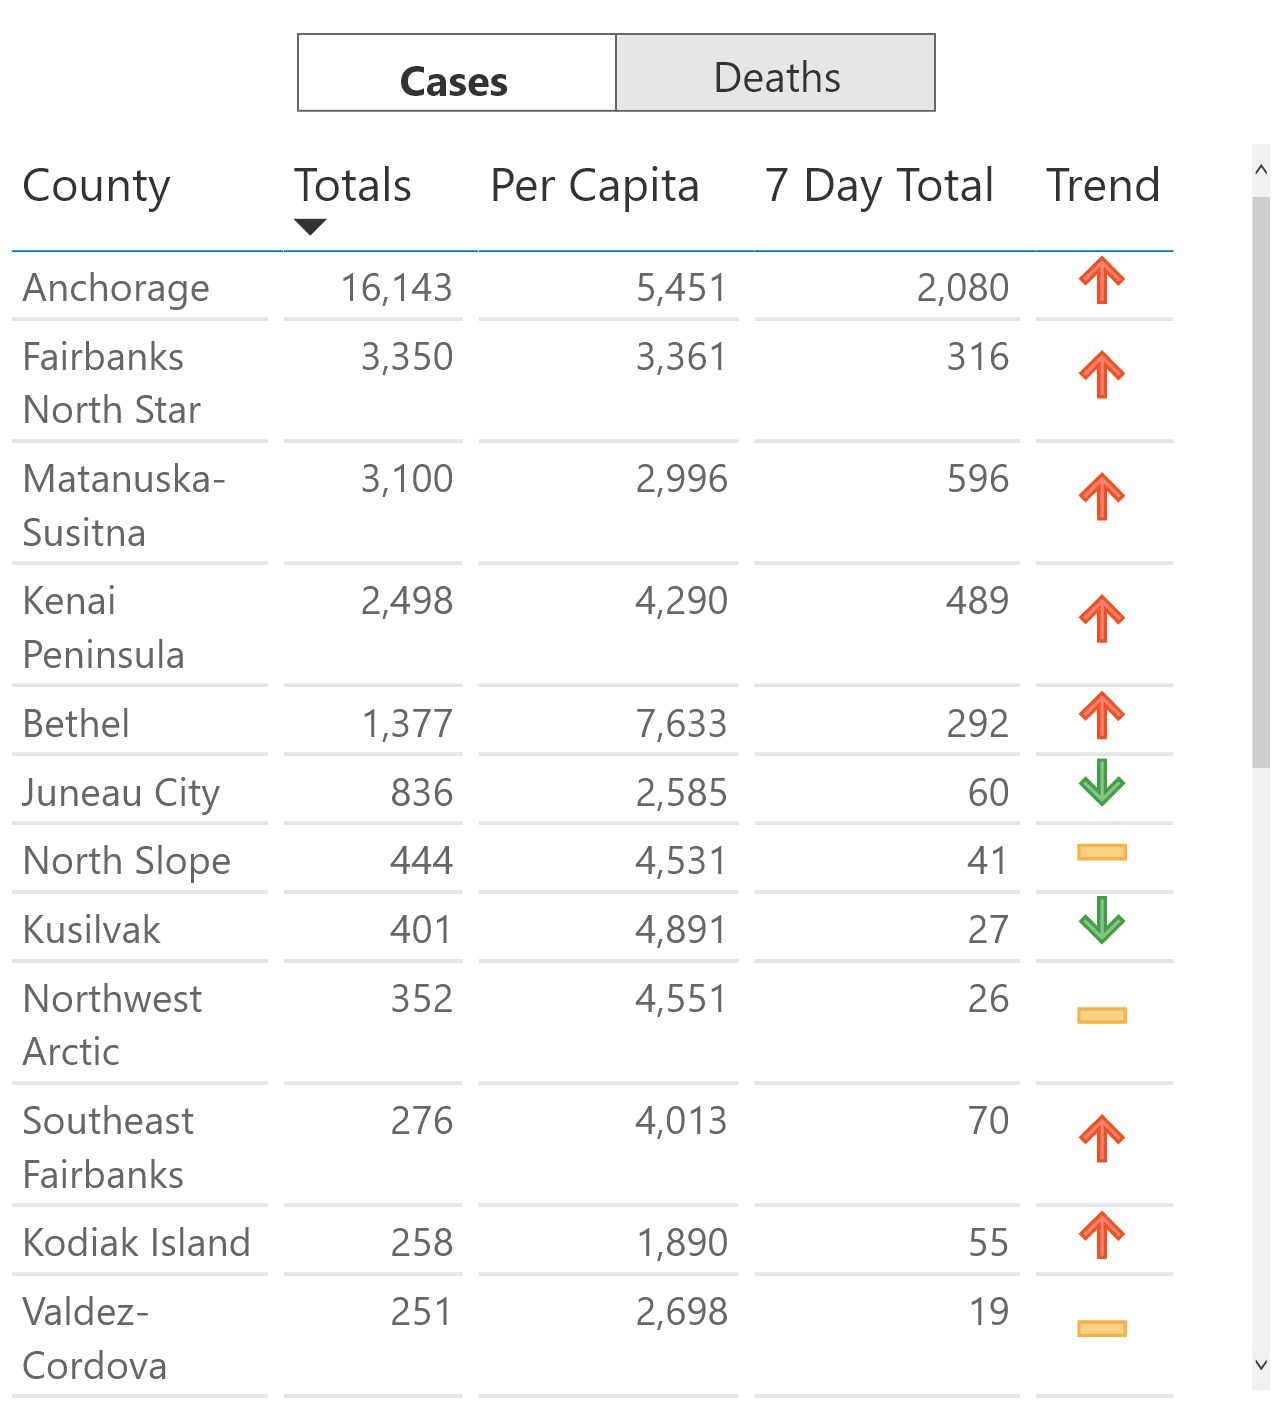 Cases Deaths
County Totals Per Capita 7 Day Total Trend
Anchorage 16,143 5,451 2,080
Fairbanks 3,350 3,361 316
North Star
Matanuska- 3,100 2,996 596
Susitna
Kenai 2,498 4,290 489
Peninsula
Bethel 1,377 7,633 292
Juneau City 836 2,585 60
North Slope 444 4,531 41
Kusilvak 401 4,891 27
Northwest 352 4,551 26
Arctic
Southeast 276 4,013 70
Fairbanks
Kodiak Island 258 1,890 55
Valdez- 251 2,698 19
Cordova